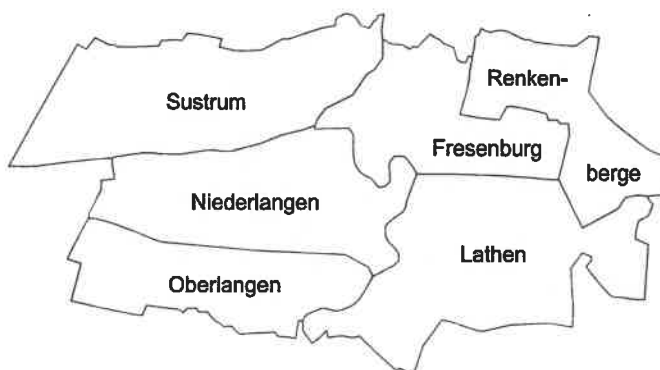 Renken-
Sustrum
Fresenburg
berge
Niederlangen
Lathen
Oberlangen